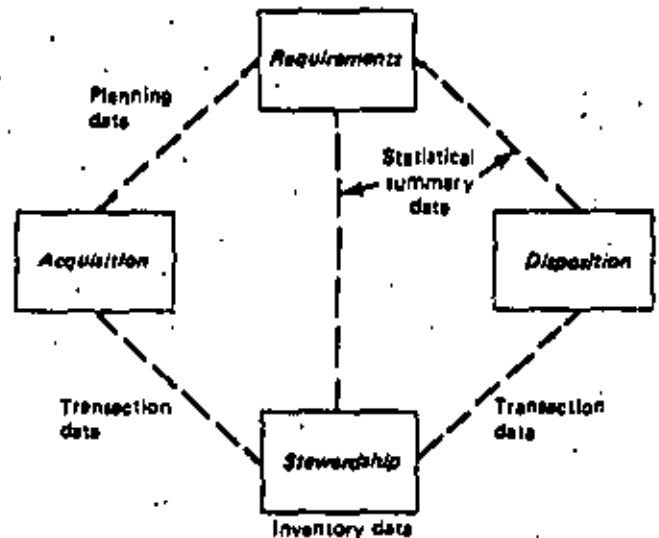 Requirements
Planning
data
Statistical
summary
data
Acquisition
Disposition
Transaction
data
Transaction
data
Stewardship
Inventory data